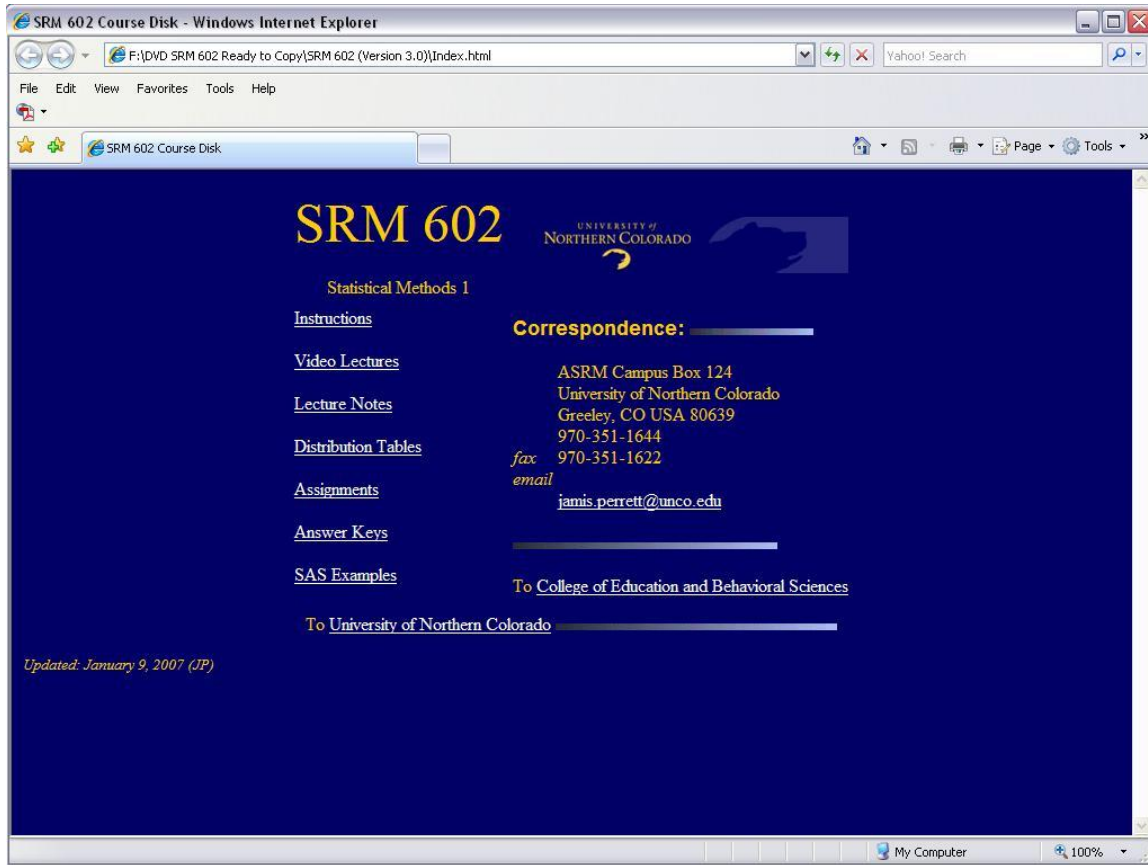 SRM 602 Course Disk - Windows Internet Explorer
F:\DVD SRM 602 Ready to Copy\SRM 602 (Version 3.0)\Index.html
Yahoo! Search
File Edit View Favorites Tools Help
SRM 602 Course Disk
Page Tools »
SRM 602
UNIVERSITY of
NORTHERN COLORADO
Statistical Methods 1
Instructions
Video Lectures
Lecture Notes
Distribution Tables
Assignments
Answer Keys
SAS Examples
Correspondence:
ASRM Campus Box 124
University of Northern Colorado
Greeley, CO USA 80639
970-351-1644
fax 970-351-1622
email
jamis.perrett@unco.edu
To College of Education and Behavioral Sciences
To University of Northern Colorado
Updated: January 9, 2007 (JP)
My Computer 100%